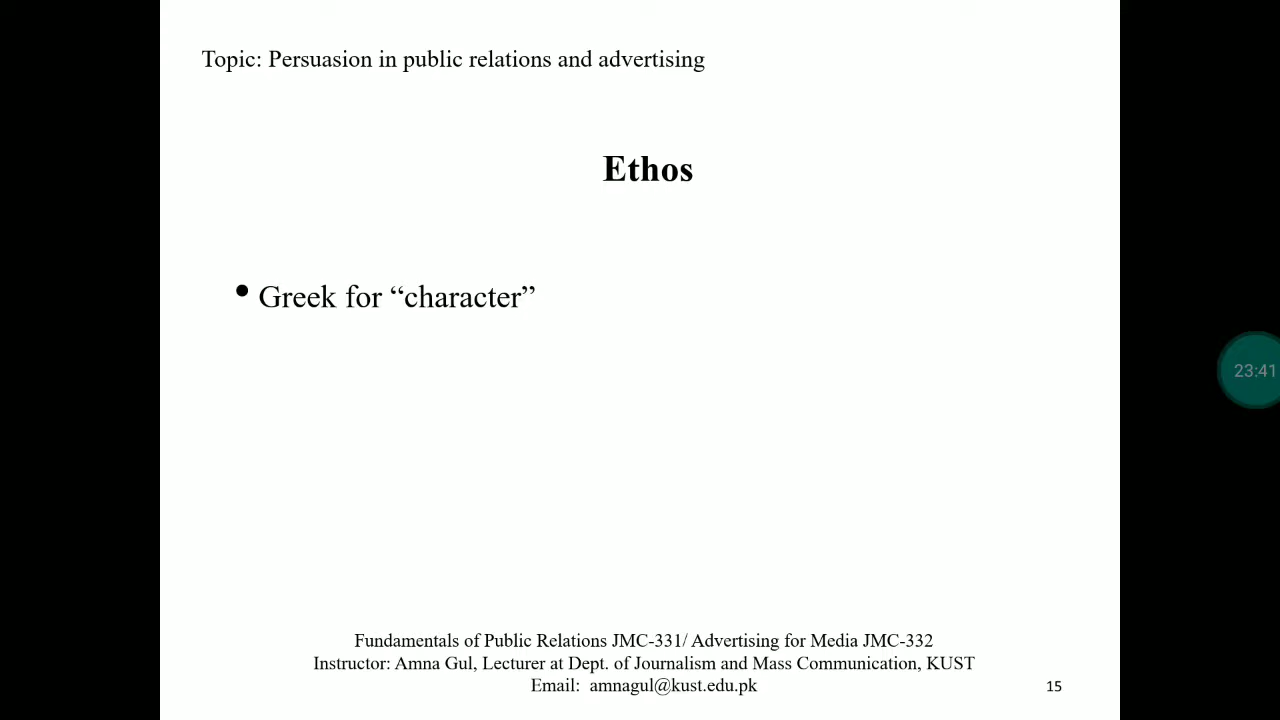 Topic: Persuasion in public relations and advertising
Ethos
• Greek for “character”
23:41
Fundamentals of Public Relations JMC-331/ Advertising for Media JMC-332
Instructor: Amna Gul, Lecturer at Dept. of Journalism and Mass Communication, KUST
Email:  amnagul@kust.edu.pk
15